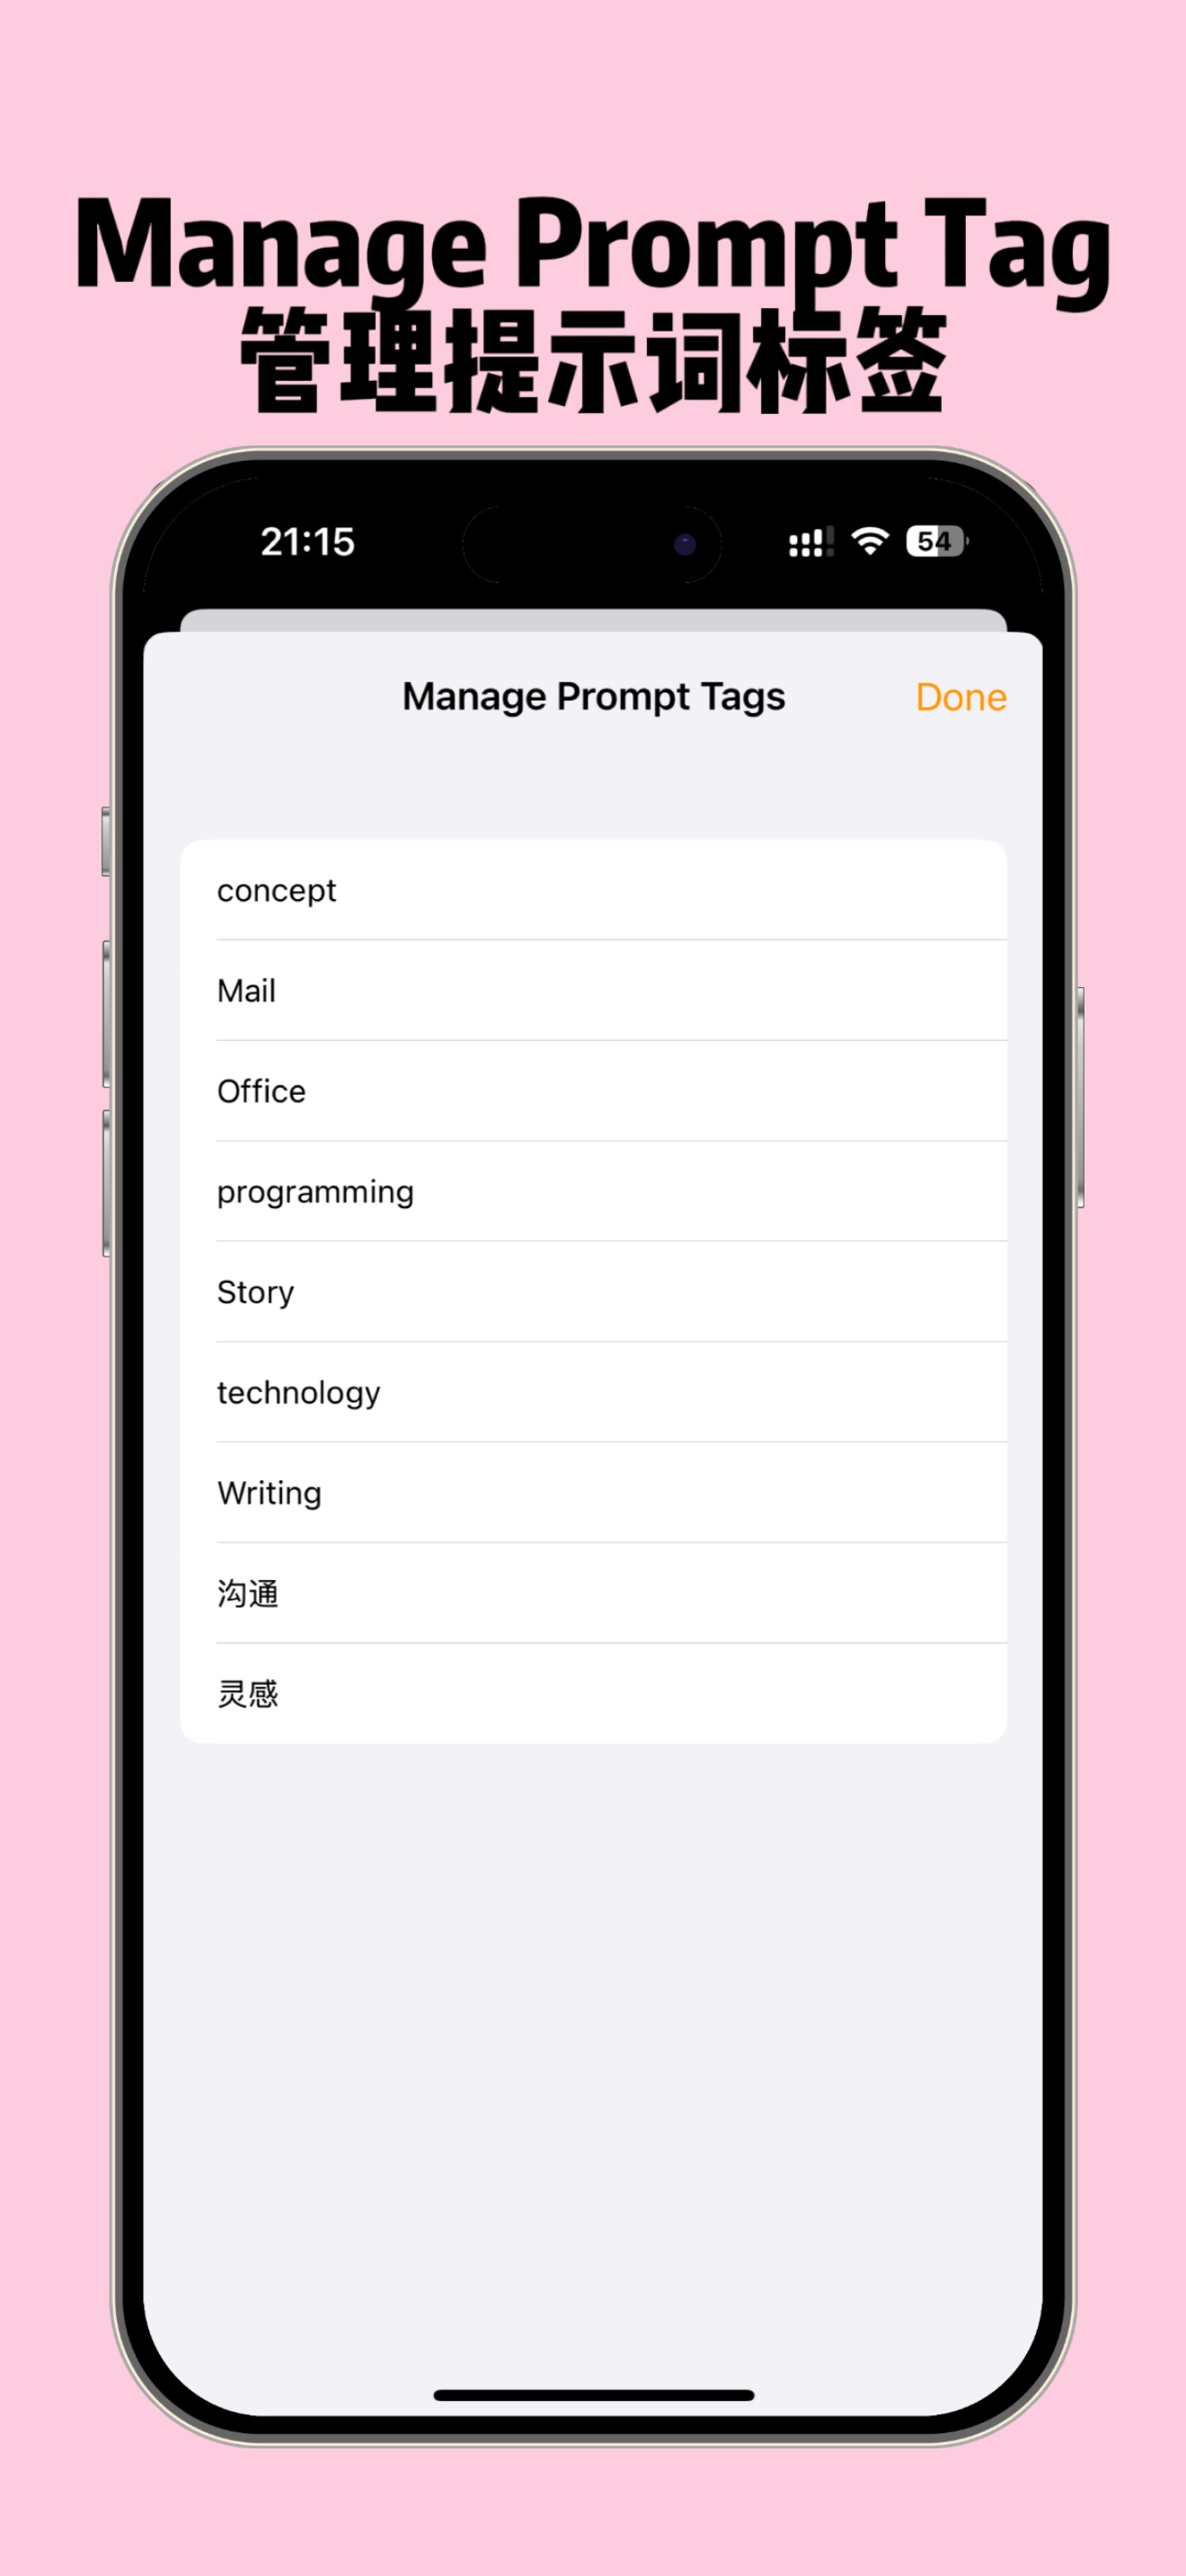 Manage Prompt Tag
管理提示词标签
21:15
54
Manage Prompt Tags
Done
concept
Mail
Office
programming
Story
technology
Writing
沟通
灵感